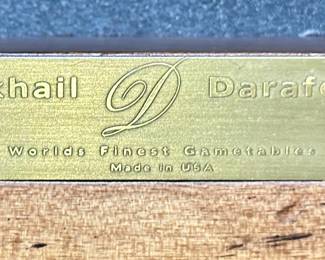 khail D Darafe
Worlds Finest Gametables
Made in USA